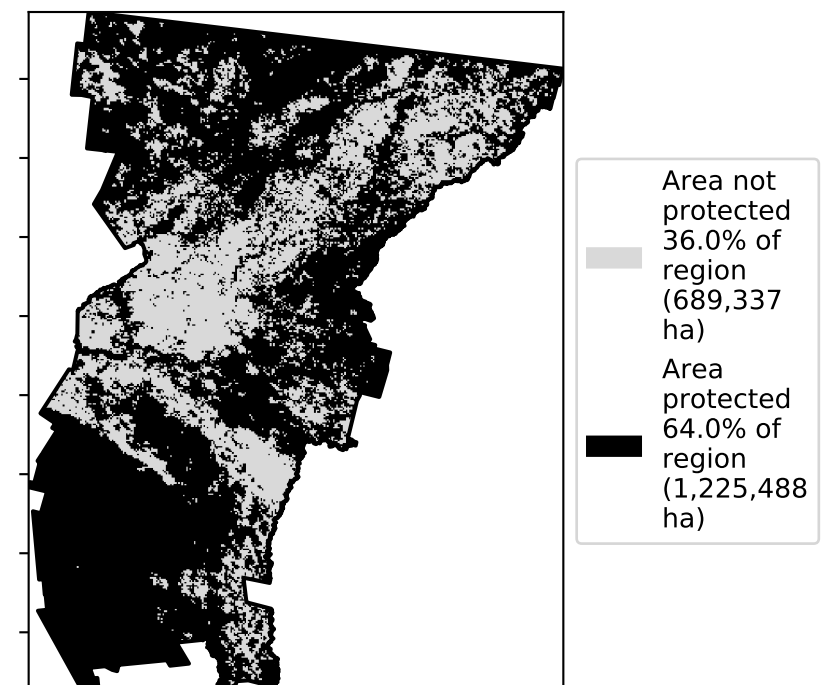 Area not
protected
36.0% of
region
(689,337
ha)
Area
protected
64.0% of
region
(1,225,488
ha)